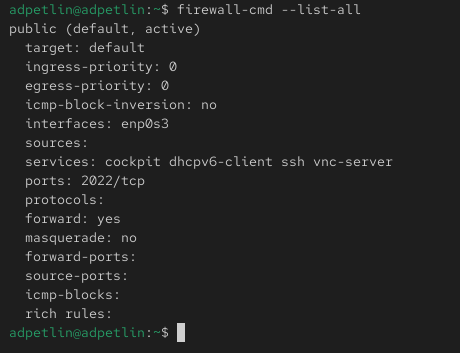 adpetlin@adpetlin:~$ firewall-cmd --list-all
public (default, active)
  target: default
  ingress-priority: 0
  egress-priority: 0
  icmp-block-inversion: no
  interfaces: enp0s3
  sources:
  services: cockpit dhcpv6-client ssh vnc-server
  ports: 2022/tcp
  protocols:
  forward: yes
  masquerade: no
  forward-ports:
  source-ports:
  icmp-blocks:
  rich rules:
adpetlin@adpetlin:~$